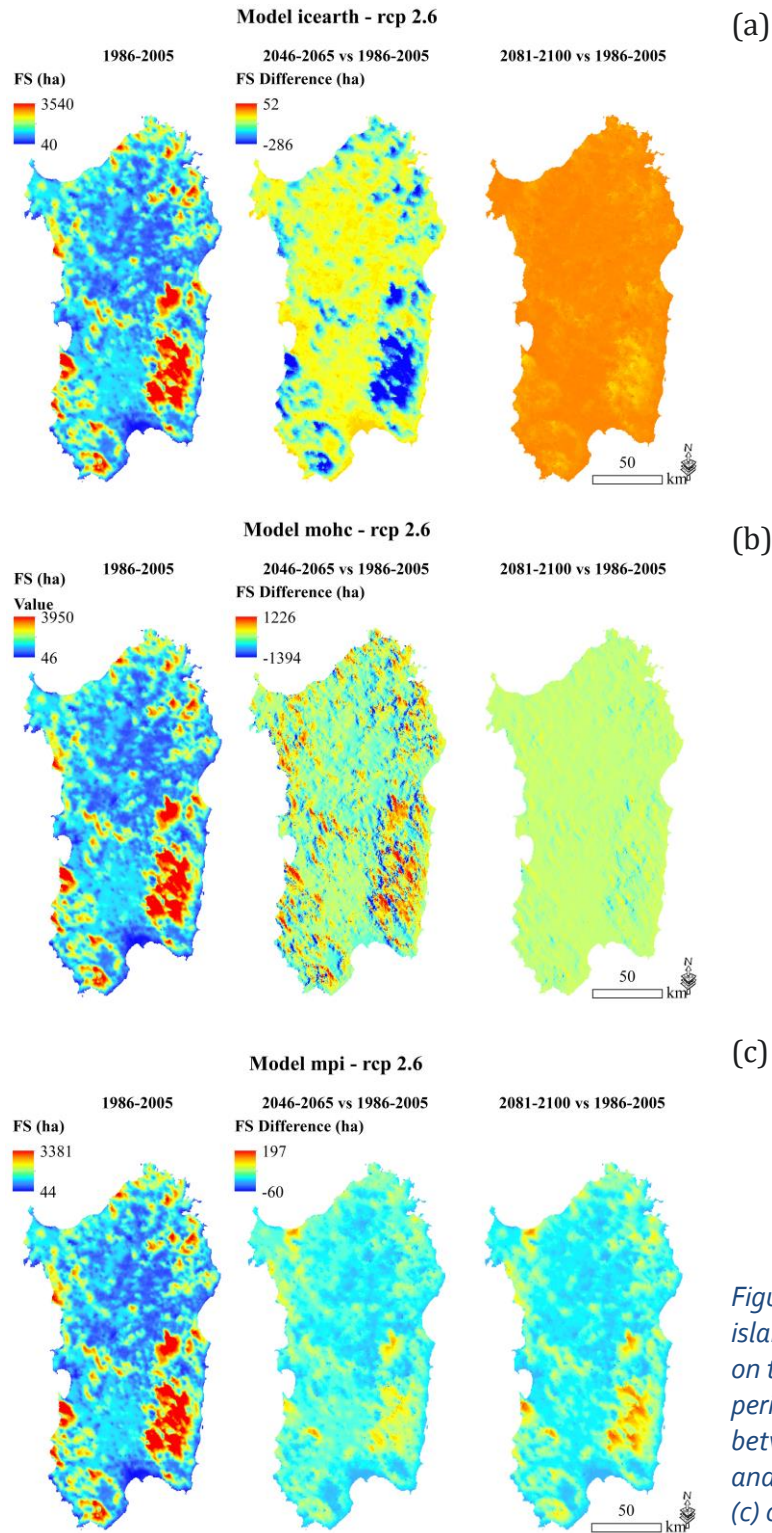 Model icearth - rcp 2.6
(a)
1986-2005
2046-2065 vs 1986-2005
2081-2100 vs 1986-2005
FS (ha)
FS Difference (ha)
3540
40
52
-286
N
50
km
Model mohc - rcp 2.6
(b)
1986-2005
2046-2065 vs 1986-2005
2081-2100 vs 1986-2005
FS (ha)
FS Difference (ha)
Value
3950
46
1226
-1394
N
50
km
Model mpi - rcp 2.6
(c)
1986-2005
2046-2065 vs 1986-2005
2081-2100 vs 1986-2005
FS (ha)
FS Difference (ha)
3381
44
197
-60
N
50
km
Figu
isla
on t
peri
betv
and
(c) c